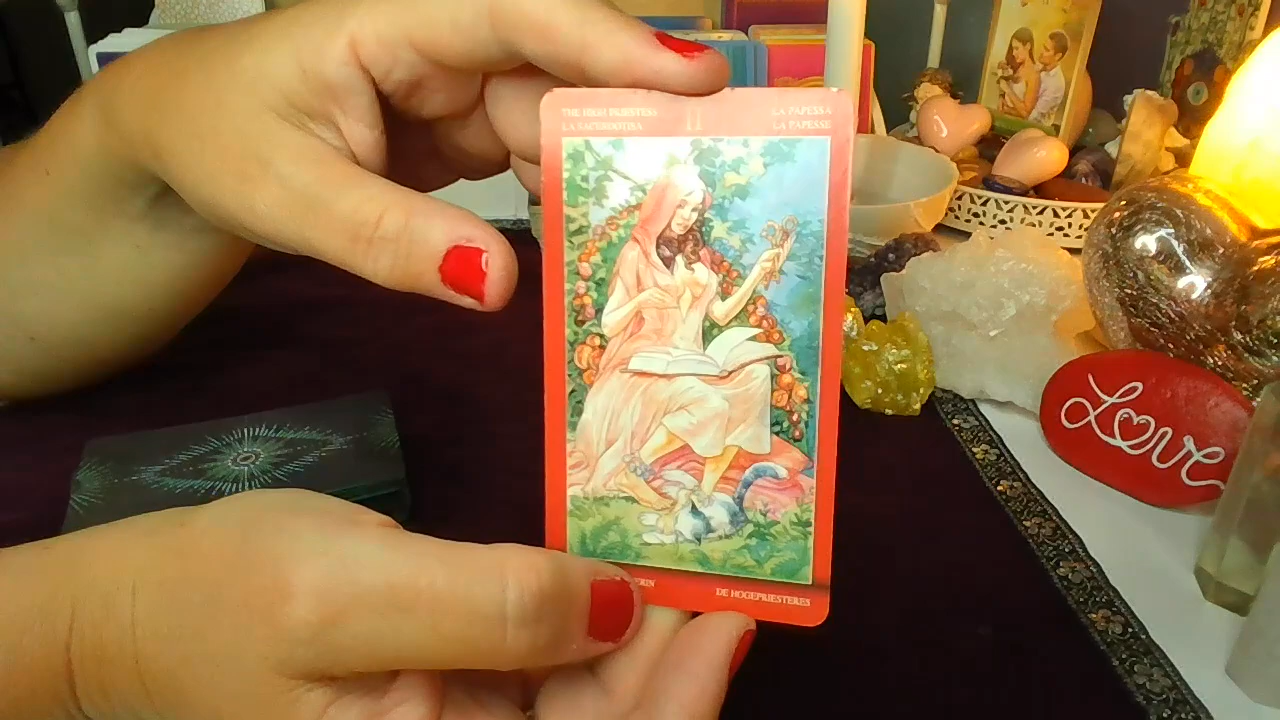 THE HIGH PRIESTESS
LA SACERDOTISA
II
LA PAPESSA
LA PAPESSE
DE HOGEPRIESTERES
Love